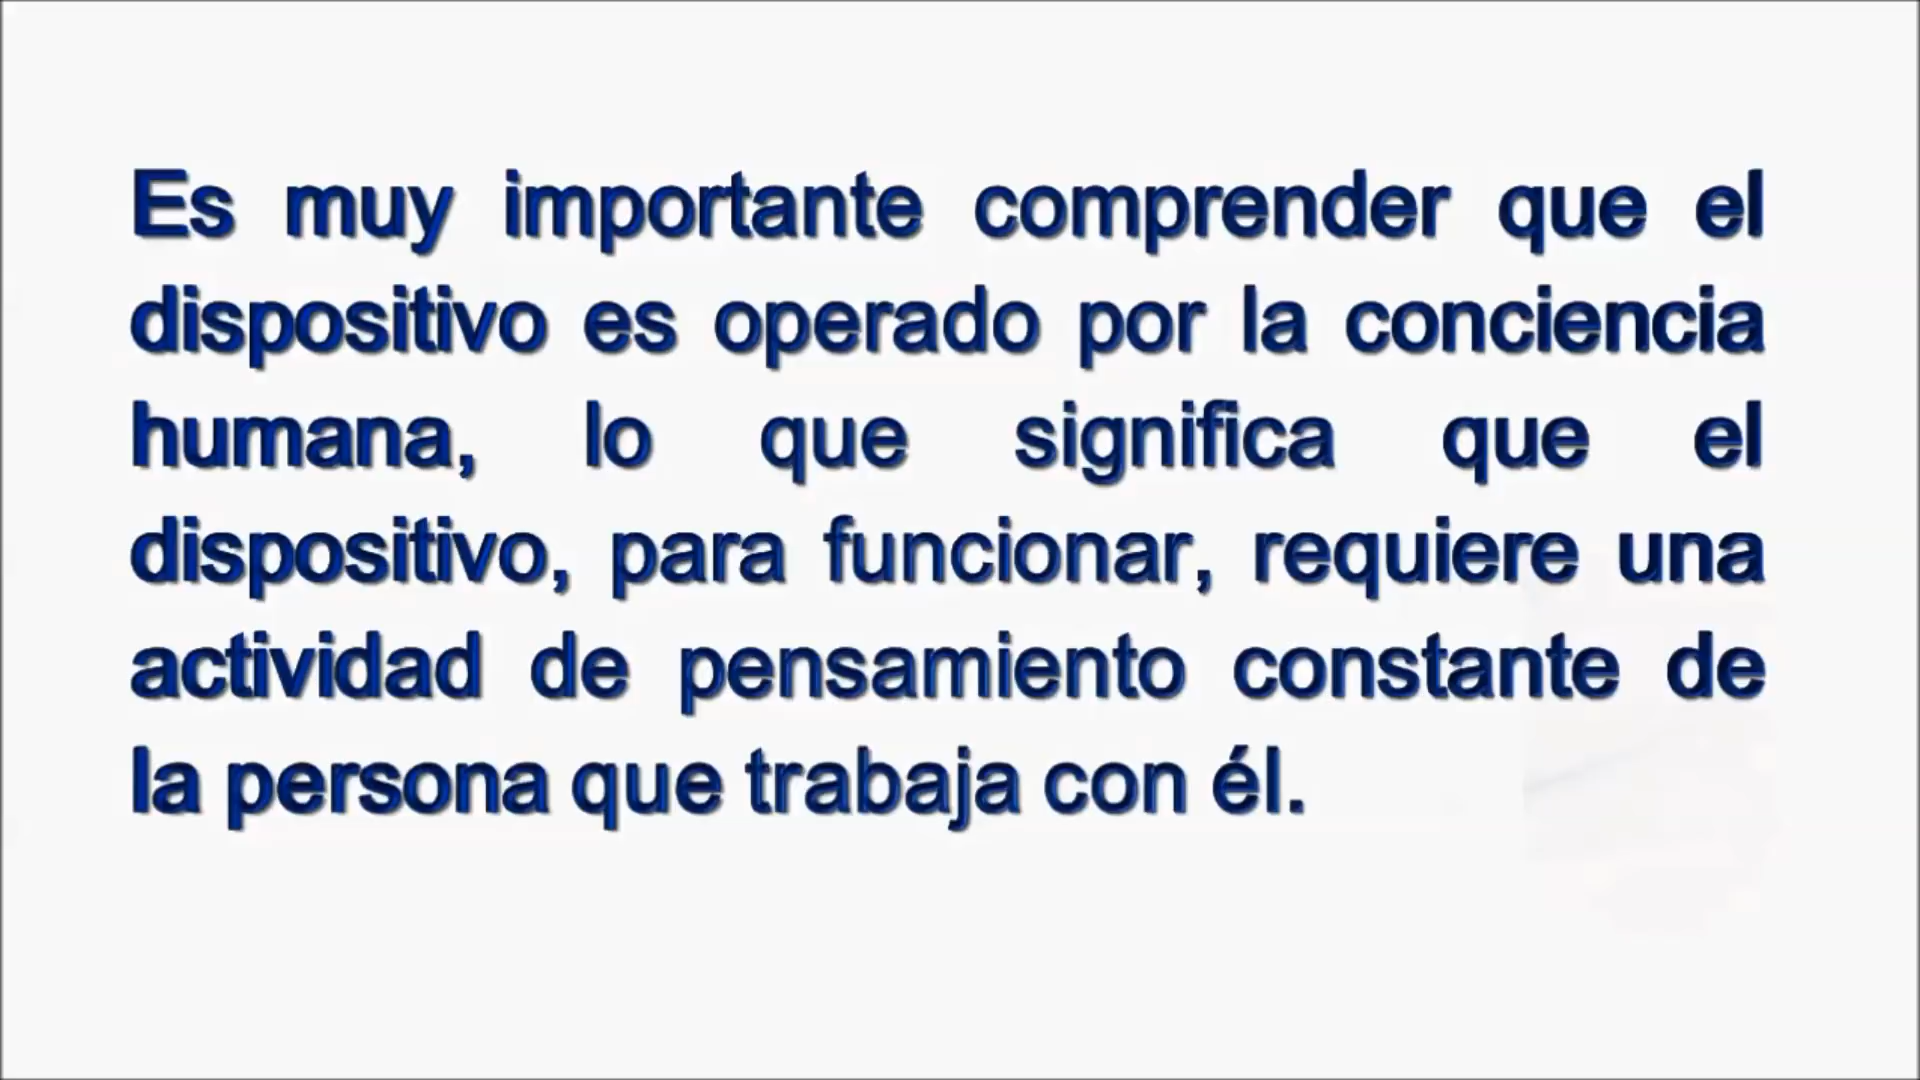 Es muy importante comprender que el
dispositivo es operado por la conciencia
humana, lo que significa que el
dispositivo, para funcionar, requiere una
actividad de pensamiento constante de
la persona que trabaja con él.